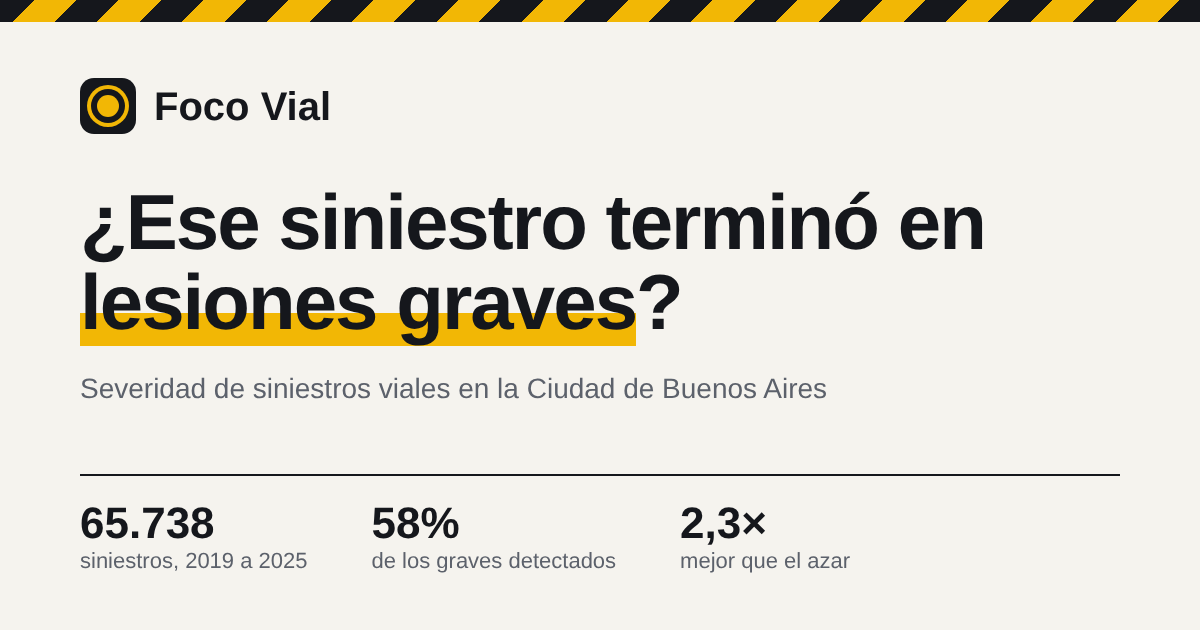 Foco Vial
¿Ese siniestro terminó en
lesiones graves?
Severidad de siniestros viales en la Ciudad de Buenos Aires
65.738
siniestros, 2019 a 2025
58%
de los graves detectados
2,3×
mejor que el azar